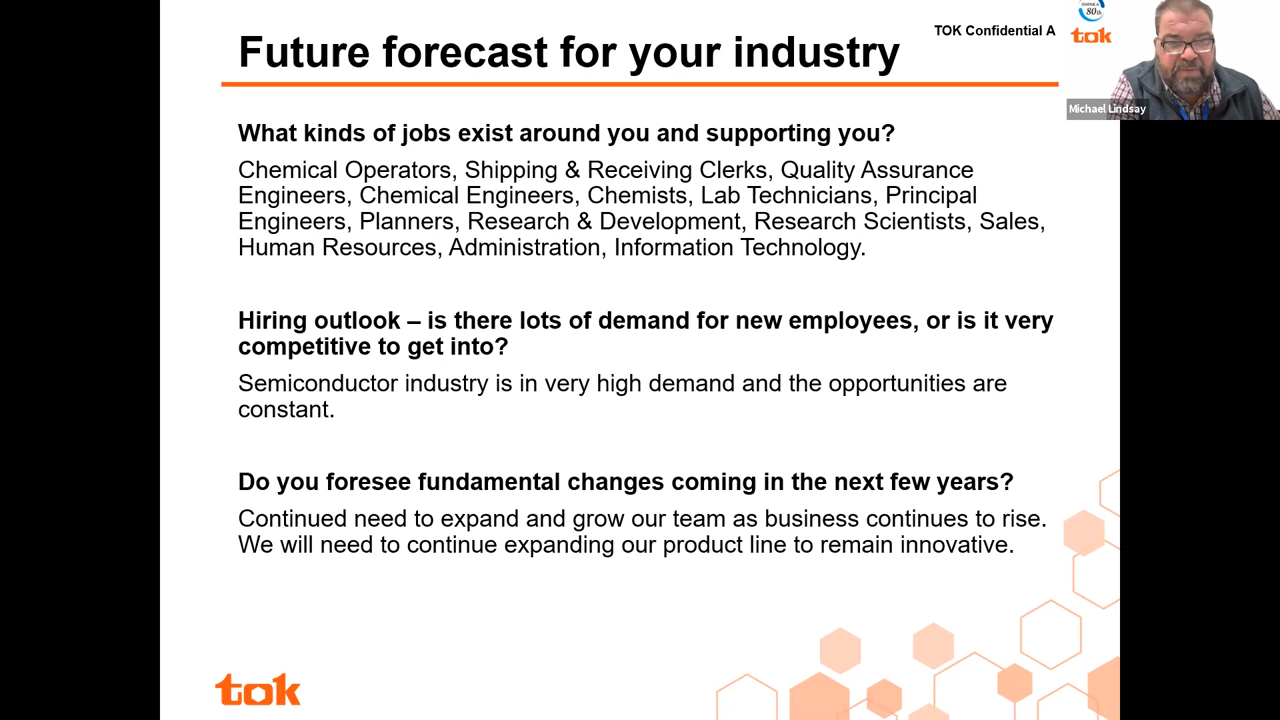 Future forecast for your industry
TOK Confidential A
80th
tok
Michael Lindsay
What kinds of jobs exist around you and supporting you?
Chemical Operators, Shipping & Receiving Clerks, Quality Assurance
Engineers, Chemical Engineers, Chemists, Lab Technicians, Principal
Engineers, Planners, Research & Development, Research Scientists, Sales,
Human Resources, Administration, Information Technology.
Hiring outlook – is there lots of demand for new employees, or is it very
competitive to get into?
Semiconductor industry is in very high demand and the opportunities are
constant.
Do you foresee fundamental changes coming in the next few years?
Continued need to expand and grow our team as business continues to rise.
We will need to continue expanding our product line to remain innovative.
tok